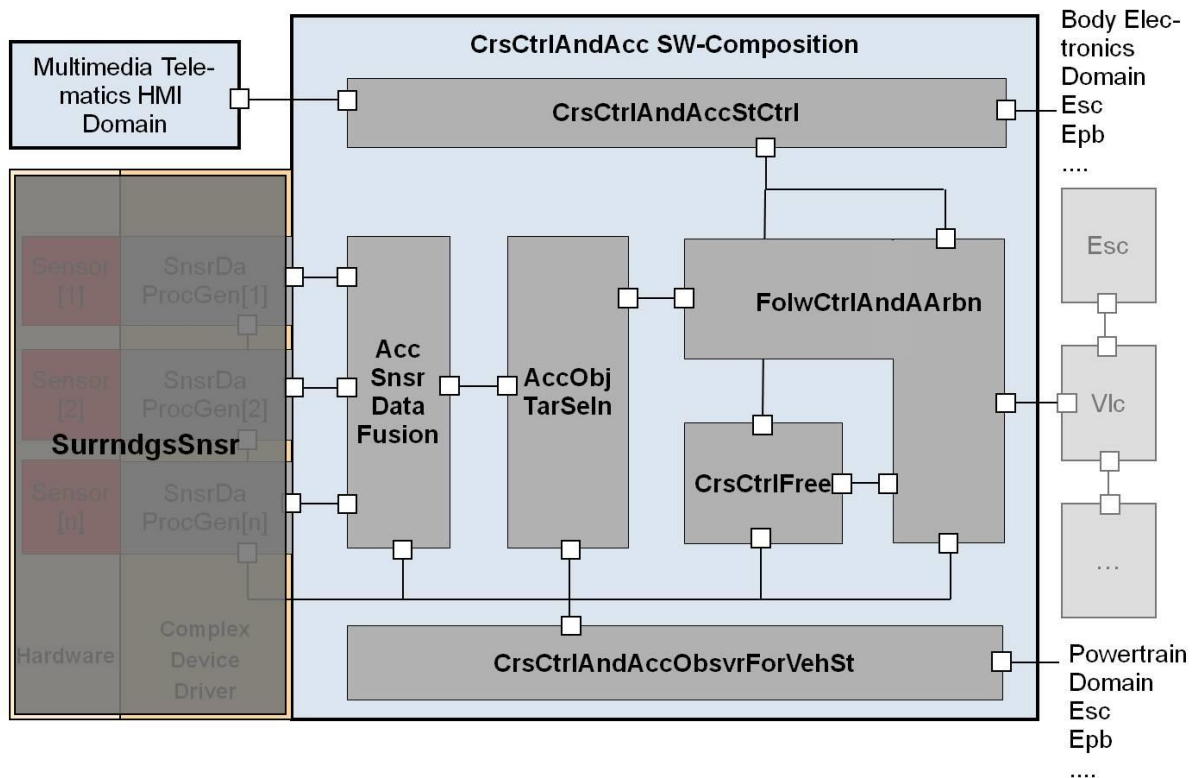 CrsCtrlAndAcc SW-Composition
Multimedia Tele-
matics HMI
Domain
CrsCtrlAndAccStCtrl
Body Elec-
tronics
Domain
Esc
Epb
....
Sensor
[1]
SnsrDa
ProcGen[1]
Sensor
[2]
SnsrDa
ProcGen[2]
SurrndgsSnsr
Sensor
[n]
SnsrDa
ProcGen[n]
Hardware
Complex
Device
Driver
Acc
Snsr
Data
Fusion
AccObj
TarSeln
FolwCtrlAndAArbn
CrsCtrlFree
Esc
Vlc
...
CrsCtrlAndAccObsvrForVehSt
Powertrain
Domain
Esc
Epb
....